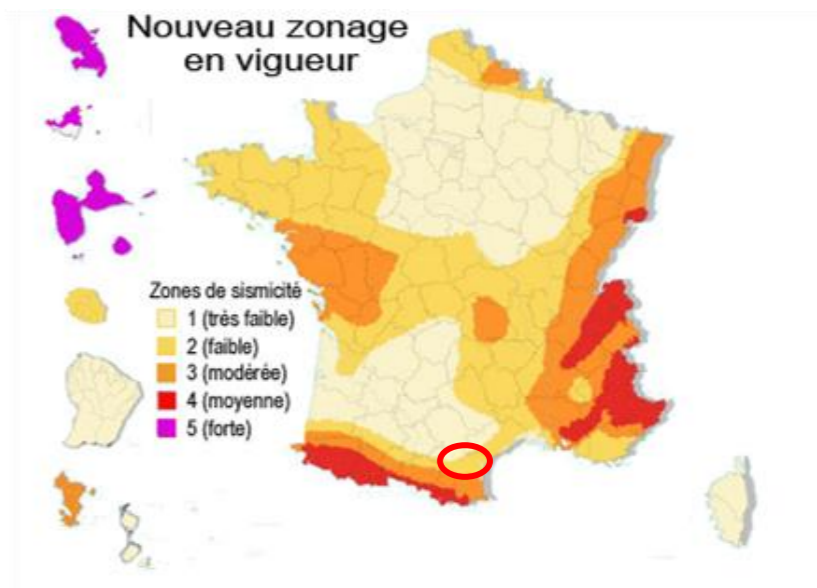 Nouveau zonage
en vigueur
Zones de sismicité
1 (très faible)
2 (faible)
3 (modérée)
4 (moyenne)
5 (forte)